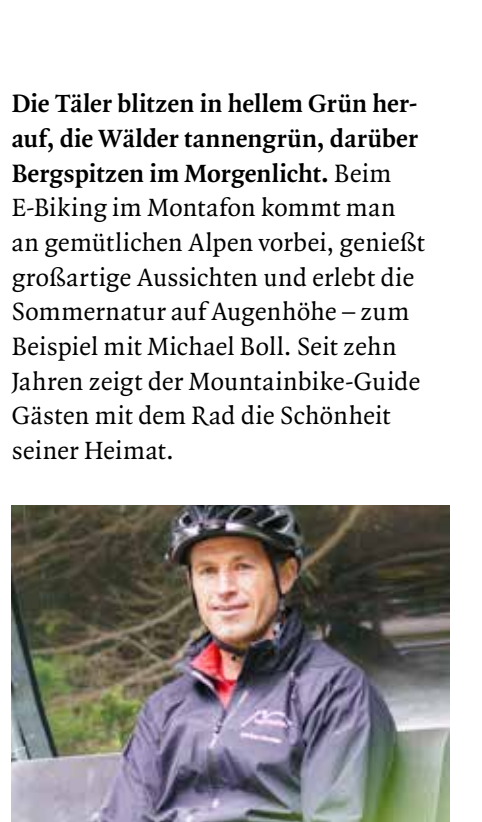 Die Täler blitzen in hellem Grün her-
auf, die Wälder tannengrün, darüber
Bergspitzen im Morgenlicht. Beim
E-Biking im Montafon kommt man
an gemütlichen Alpen vorbei, genießt
großartige Aussichten und erlebt die
Sommernatur auf Augenhöhe – zum
Beispiel mit Michael Boll. Seit zehn
Jahren zeigt der Mountainbike-Guide
Gästen mit dem Rad die Schönheit
seiner Heimat.